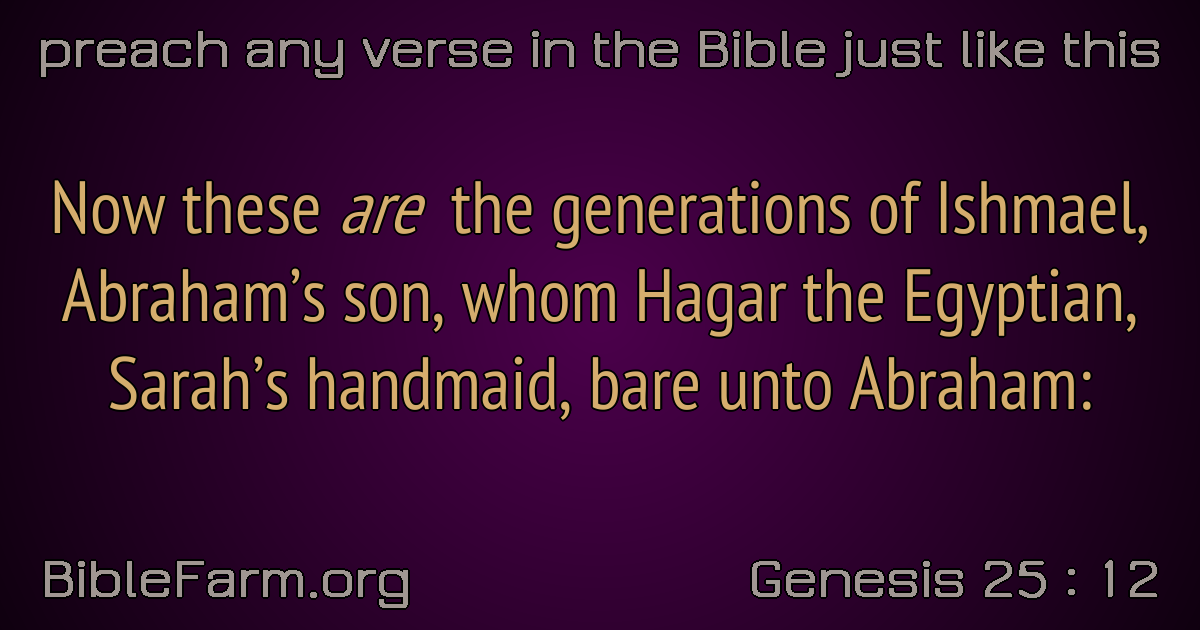 preach any verse in the Bible just like this
Now these are the generations of Ishmael,
Abraham’s son, whom Hagar the Egyptian,
Sarah’s handmaid, bare unto Abraham:
BibleFarm.org
Genesis 25 : 12